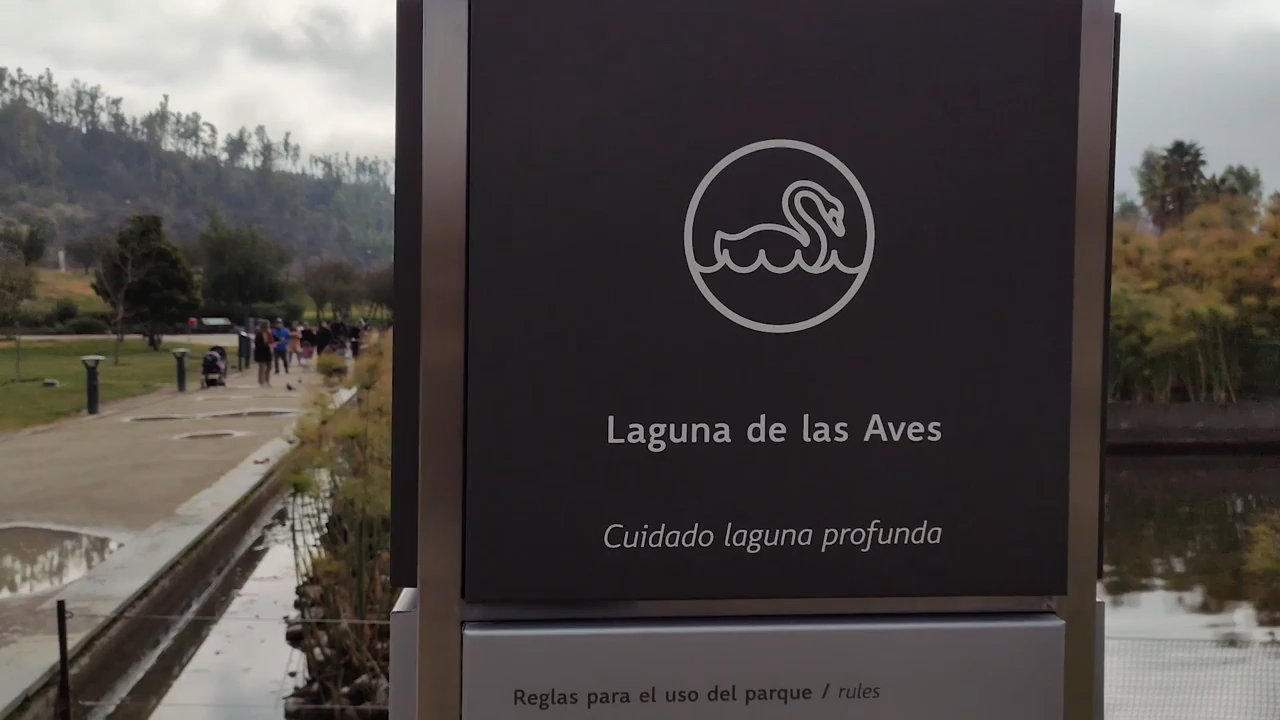 Laguna de las Aves
Cuidado laguna profunda
Reglas para el uso del parque / rules